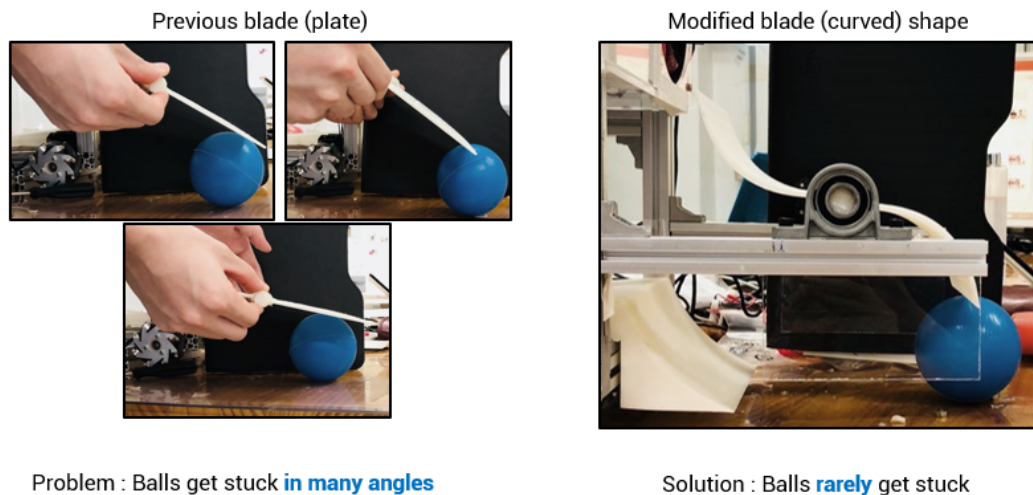 Previous blade (plate)
Modified blade (curved) shape
Problem : Balls get stuck in many angles
Solution : Balls rarely get stuck